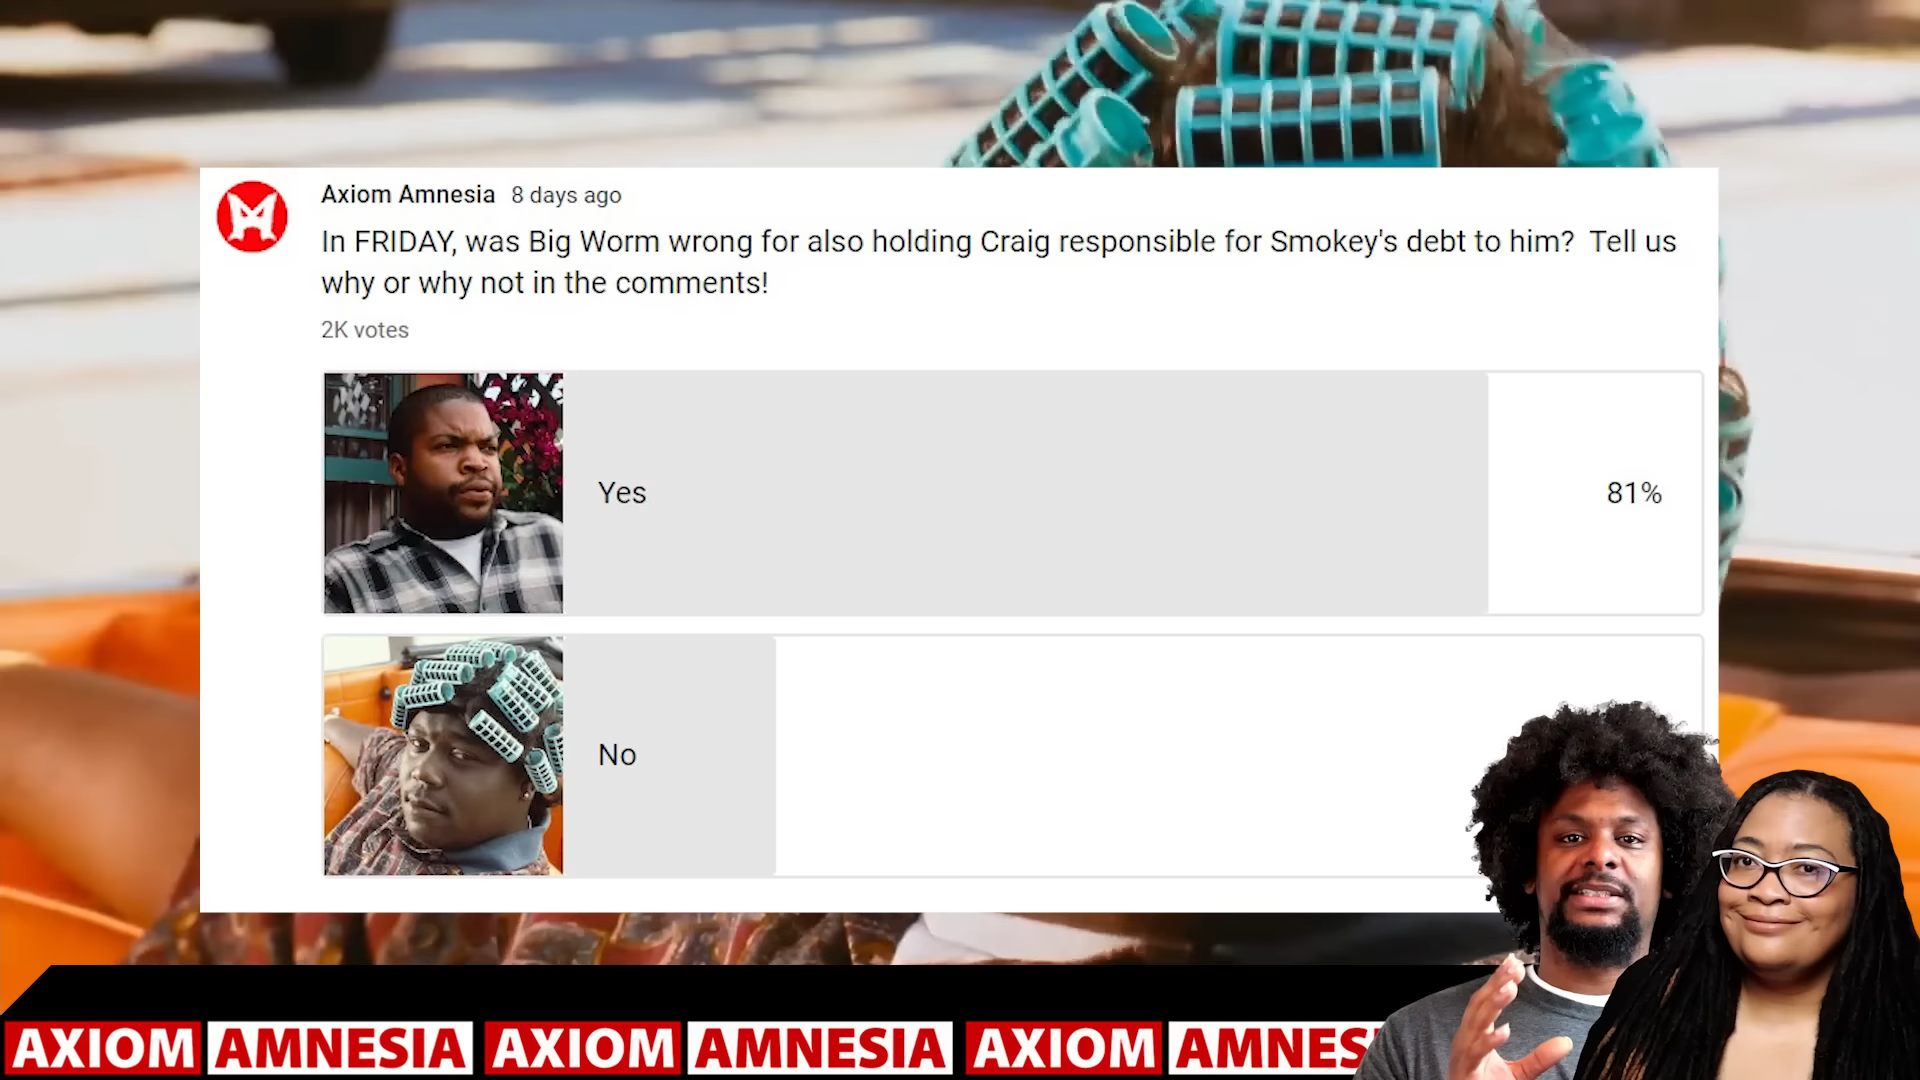 Axiom Amnesia 8 days ago
In FRIDAY, was Big Worm wrong for also holding Craig responsible for Smokey's debt to him? Tell us
why or why not in the comments!
2K votes
Yes 81%
No
AXIOM AMNESIA AXIOM AMNESIA AXIOM AMNES